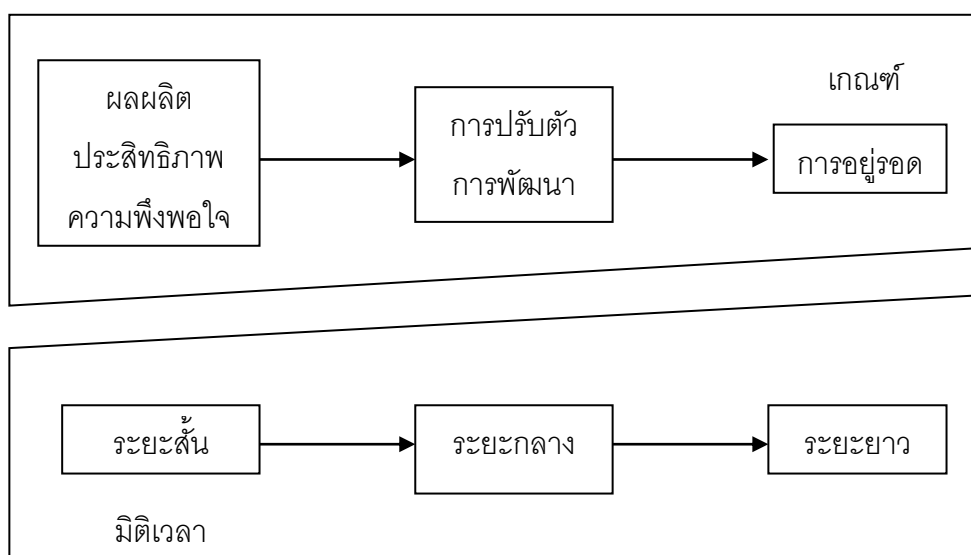 ผลผลิต
ประสิทธิภาพ
ความพึงพอใจ
การปรับตัว
การพัฒนา
เกณฑ์
การอยู่รอด
ระยะสั้น
ระยะกลาง
ระยะยาว
มิติเวลา